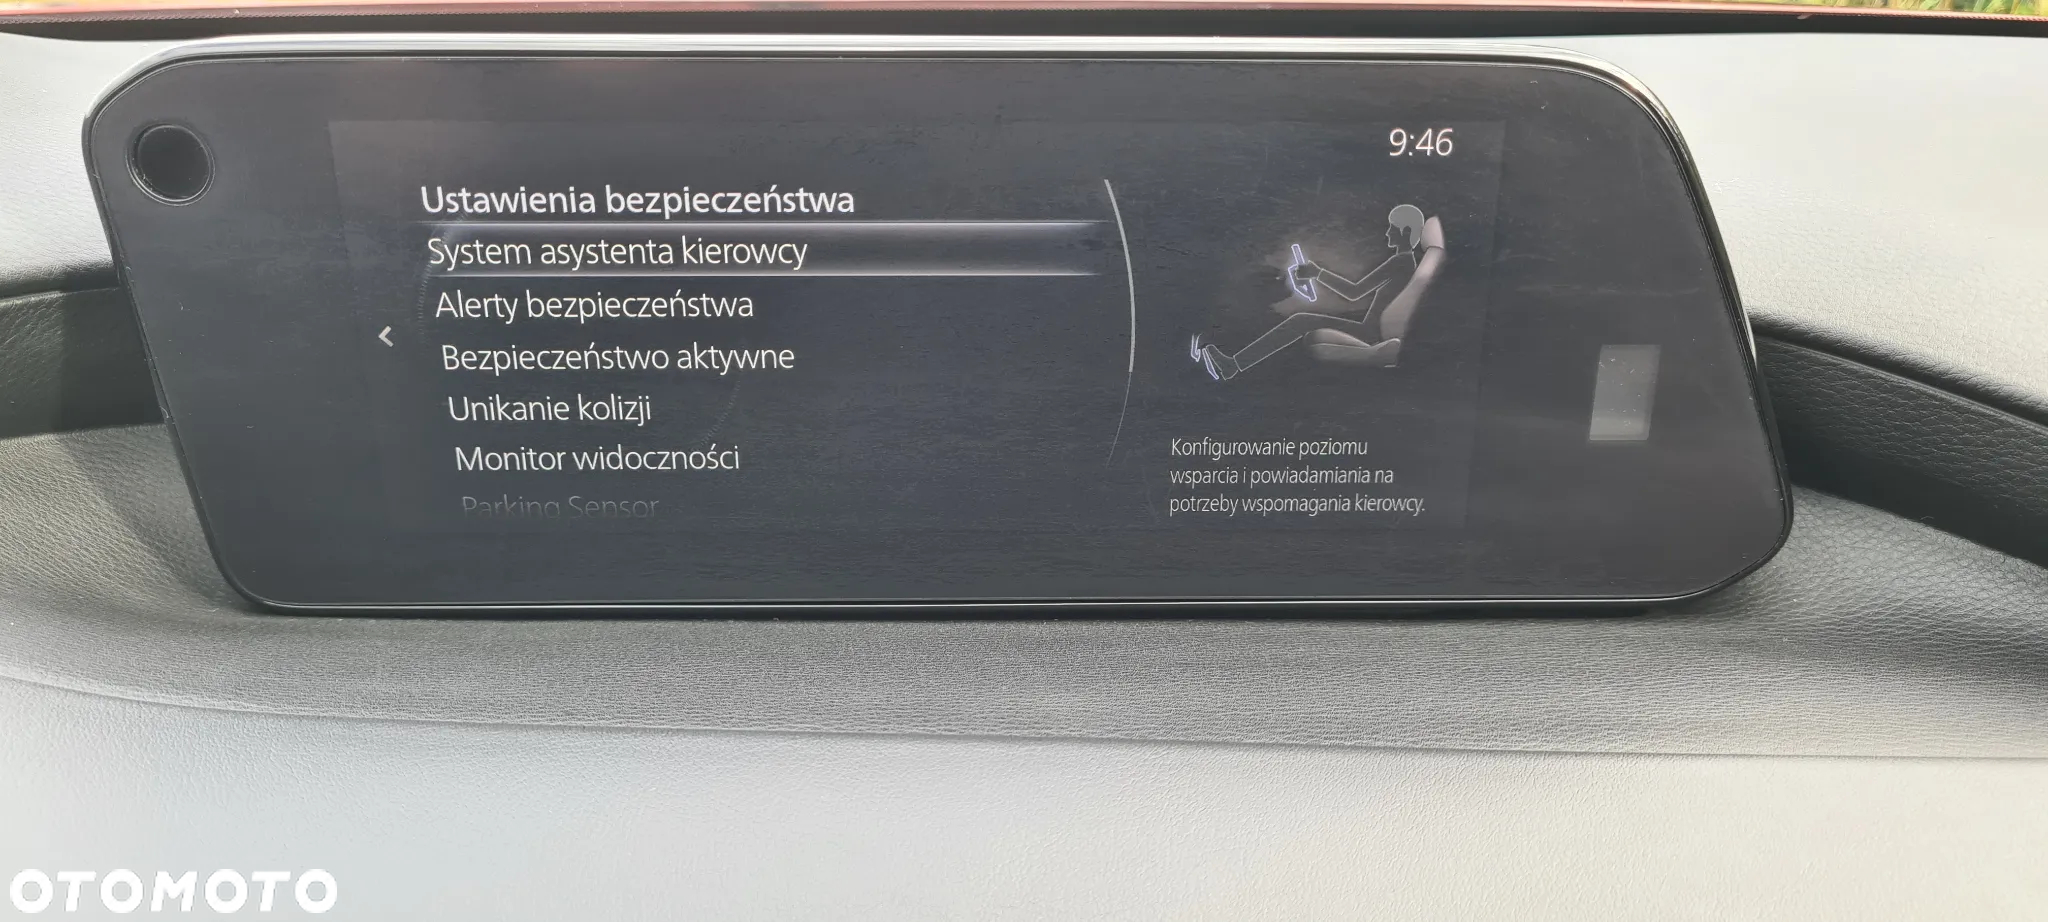 9:46
Ustawienia bezpieczeństwa
System asystenta kierowcy
Alerty bezpieczeństwa
Bezpieczeństwo aktywne
Unikanie kolizji
Monitor widoczności
Parking Sensor
Konfigurowanie poziomu
wsparcia i powiadamiania na
potrzeby wspomagania kierowcy.
OTOMOTO